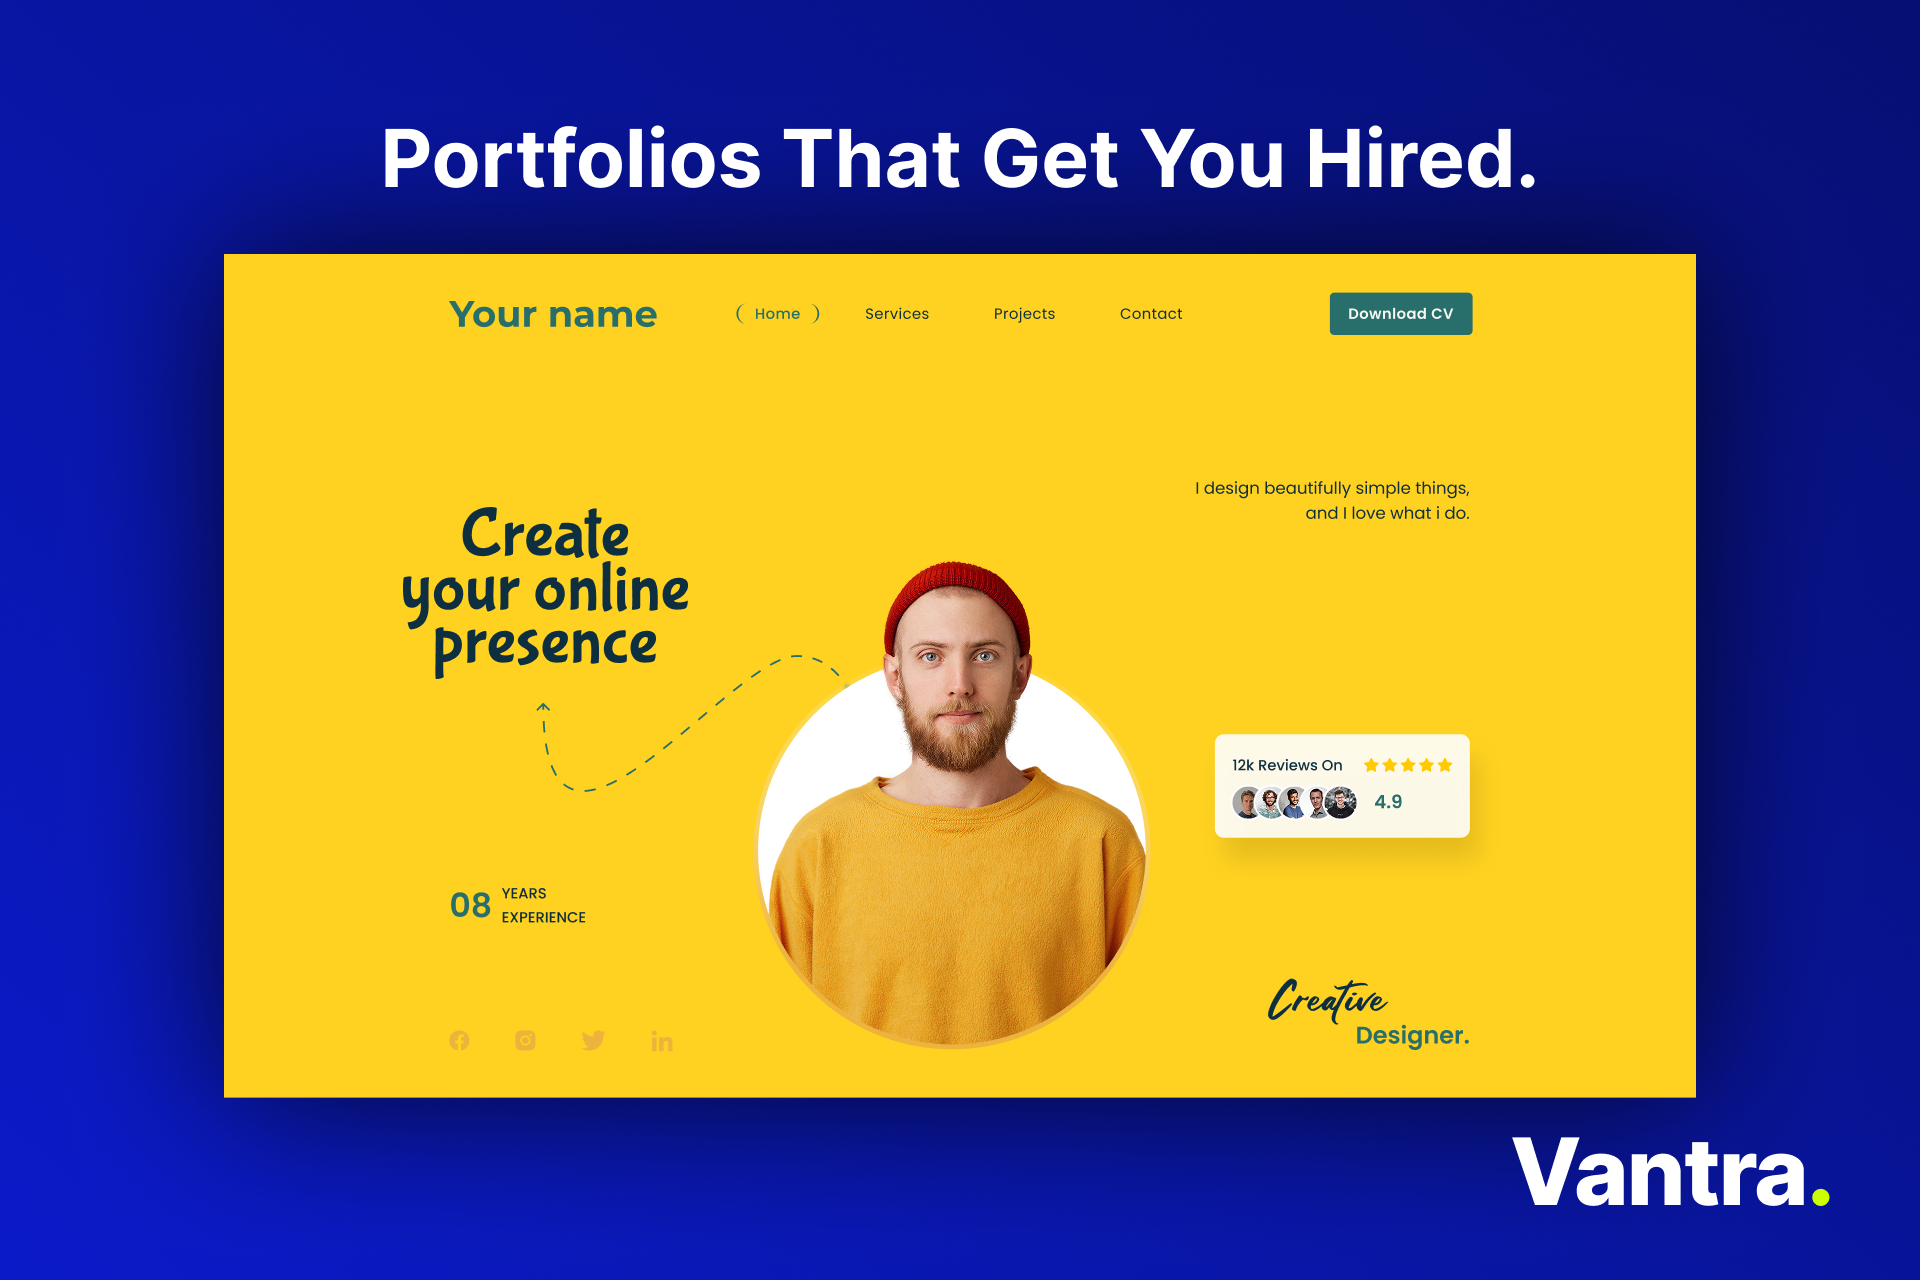 Portfolios That Get You Hired.
Your name
Home
Services
Projects
Contact
Download CV
I design beautifully simple things,
and I love what i do.
Create
your online
presence
12k Reviews On
4.9
08
YEARS
EXPERIENCE
Creative
Designer.
Vantra.